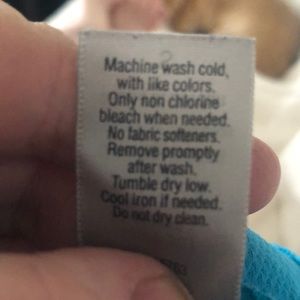 2
Machine wash cold,
with like colors.
Only non chlorine
bleach when needed.
No fabric softeners.
Remove promptly
after wash.
Tumble dry low.
Cool iron if needed.
Do not dry clean.